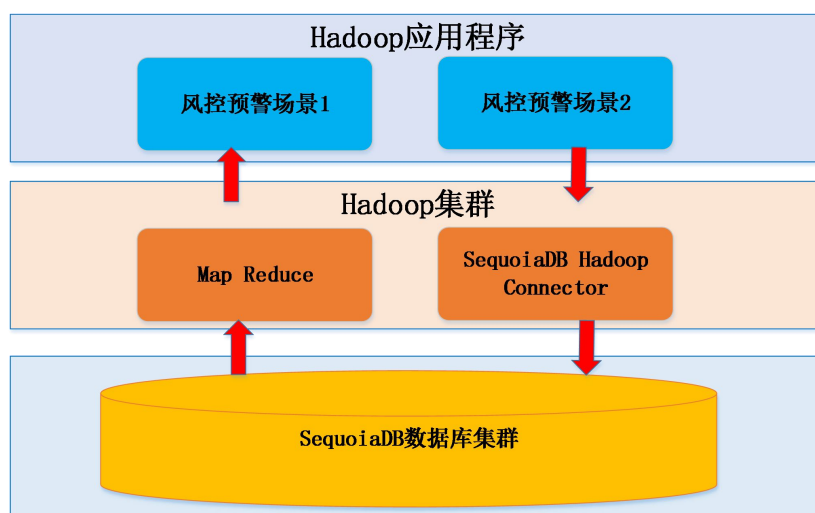 Hadoop应用程序
风控预警场景1
风控预警场景2
Hadoop集群
Map Reduce
SequoiaDB Hadoop
Connector
SequoiaDB数据库集群